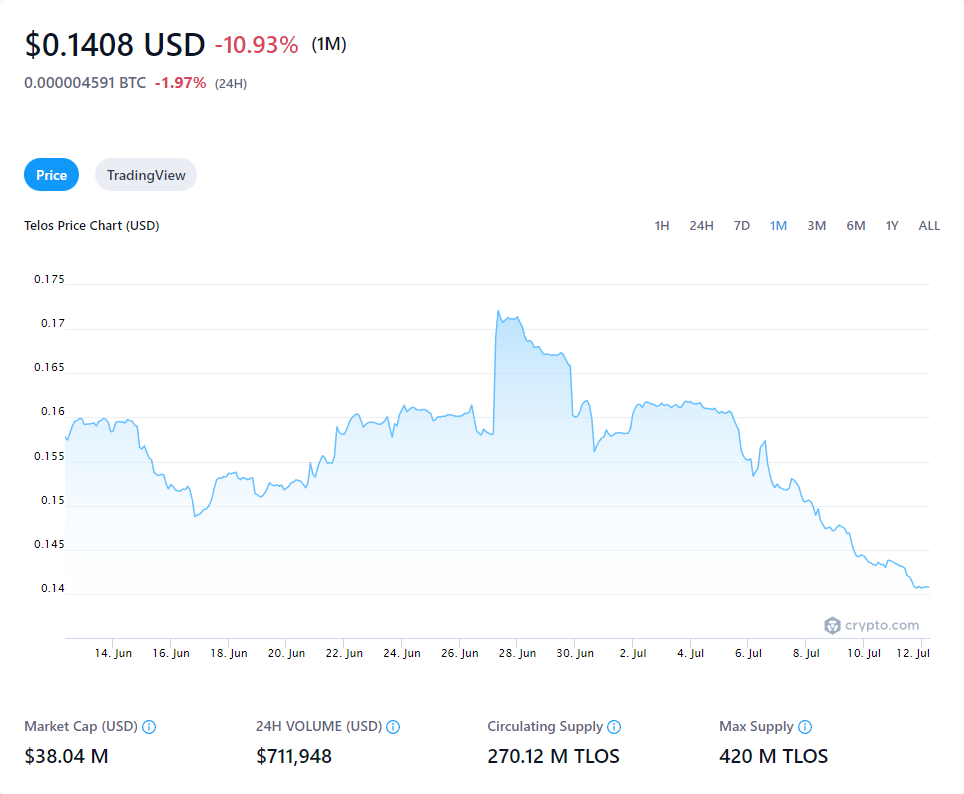 $0.1408 USD -10.93% (1M)
0.000004591 BTC -1.97% (24H)
Price TradingView
Telos Price Chart (USD) 1H 24H 7D 1M 3M 6M 1Y ALL
0.175
0.17
0.165
0.16
0.155
0.15
0.145
0.14
crypto.com
14. Jun 16. Jun 18. Jun 20. Jun 22. Jun 24. Jun 26. Jun 28. Jun 30. Jun 2. Jul 4. Jul 6. Jul 8. Jul 10. Jul 12. Jul
Market Cap (USD) 24H VOLUME (USD) Circulating Supply Max Supply
$38.04 M $711,948 270.12 M TLOS 420 M TLOS